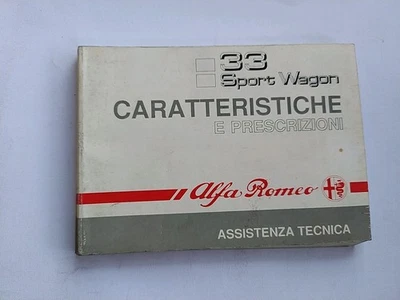 33
Sport Wagon
CARATTERISTICHE
E PRESCRIZIONI
Alfa Romeo
ASSISTENZA TECNICA